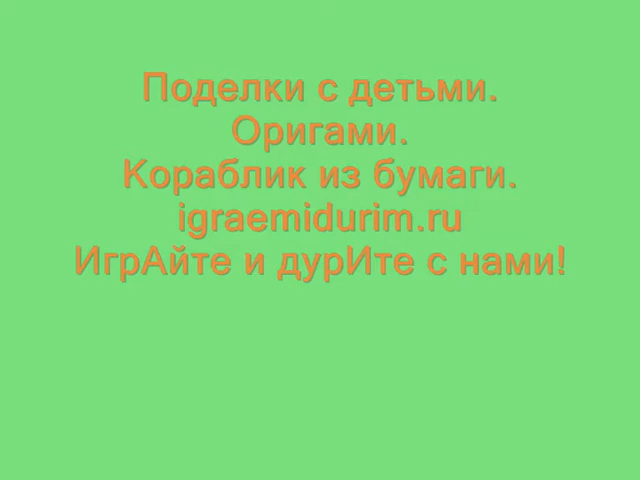 Поделки с детьми.
Оригами.
Кораблик из бумаги.
igraemidurim.ru
ИгрАйте и дурИте с нами!